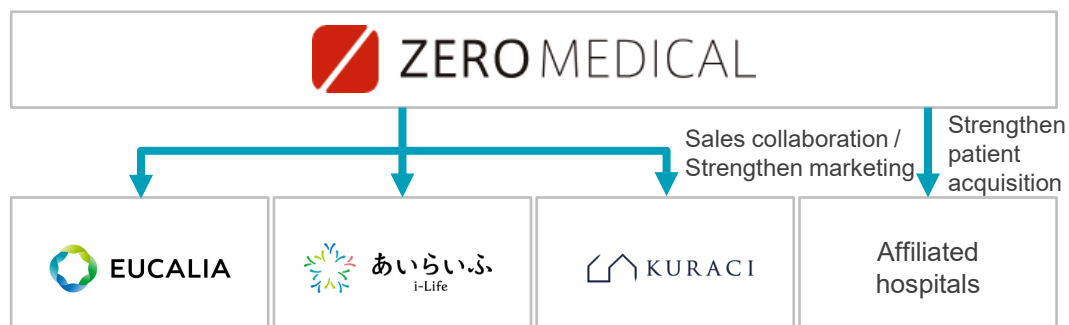 ZERO MEDICAL
Sales collaboration /
Strengthen marketing
Strengthen
patient
acquisition
EUCALIA
あいらいふ
i-Life
KURACI
Affiliated
hospitals